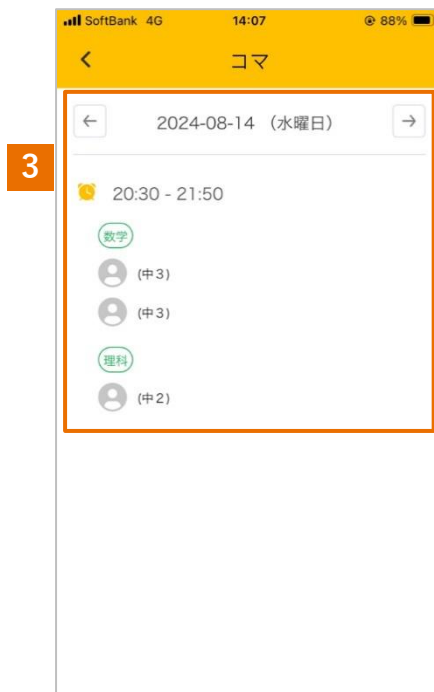 SoftBank 4G 14:07 88%
コマ
← 2024-08-14 （水曜日） →
3
20:30 - 21:50
数学
(中3)
(中3)
理科
(中2)